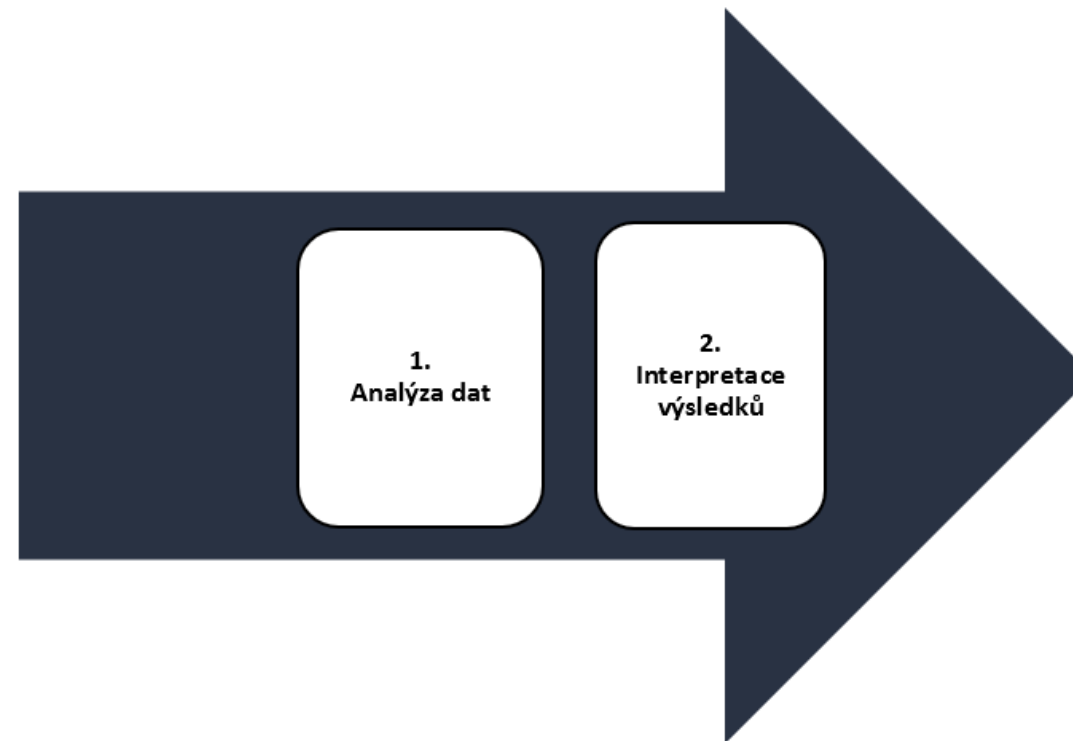 1.
Analýza dat
2.
Interpretace
výsledků